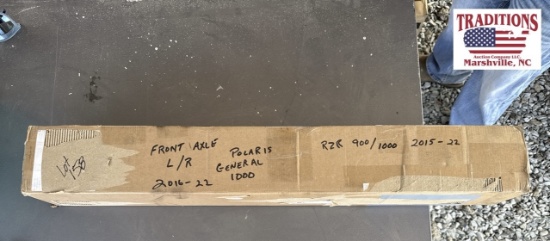 TRADITIONS
Auction Company LLC.
Marshville, NC
Lot
155
FRONT AXLE
L/R
2016-22
POLARIS
GENERAL
1000
RZR 900/1000 2015-22